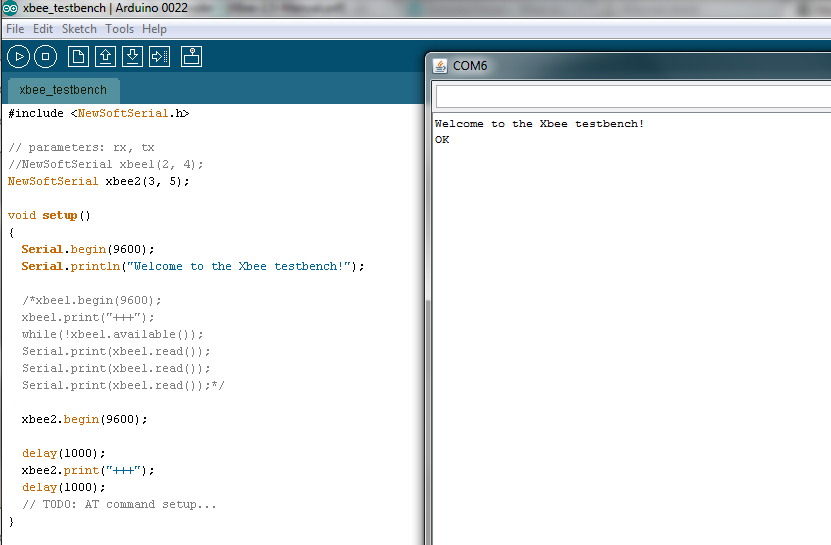 xbee_testbench | Arduino 0022
File Edit Sketch Tools Help
xbee_testbench
#include <NewSoftSerial.h>
// parameters: rx, tx
//NewSoftSerial xbee1(2, 4);
NewSoftSerial xbee2(3, 5);
void setup()
{
Serial.begin(9600);
Serial.println("Welcome to the Xbee testbench!");
/*xbee1.begin(9600);
xbee1.print("+++");
while(!xbee1.available());
Serial.print(xbee1.read());
Serial.print(xbee1.read());
Serial.print(xbee1.read());*/
xbee2.begin(9600);
delay(1000);
xbee2.print("+++");
delay(1000);
// TODO: AT command setup...
}
COM6
Welcome to the Xbee testbench!
OK